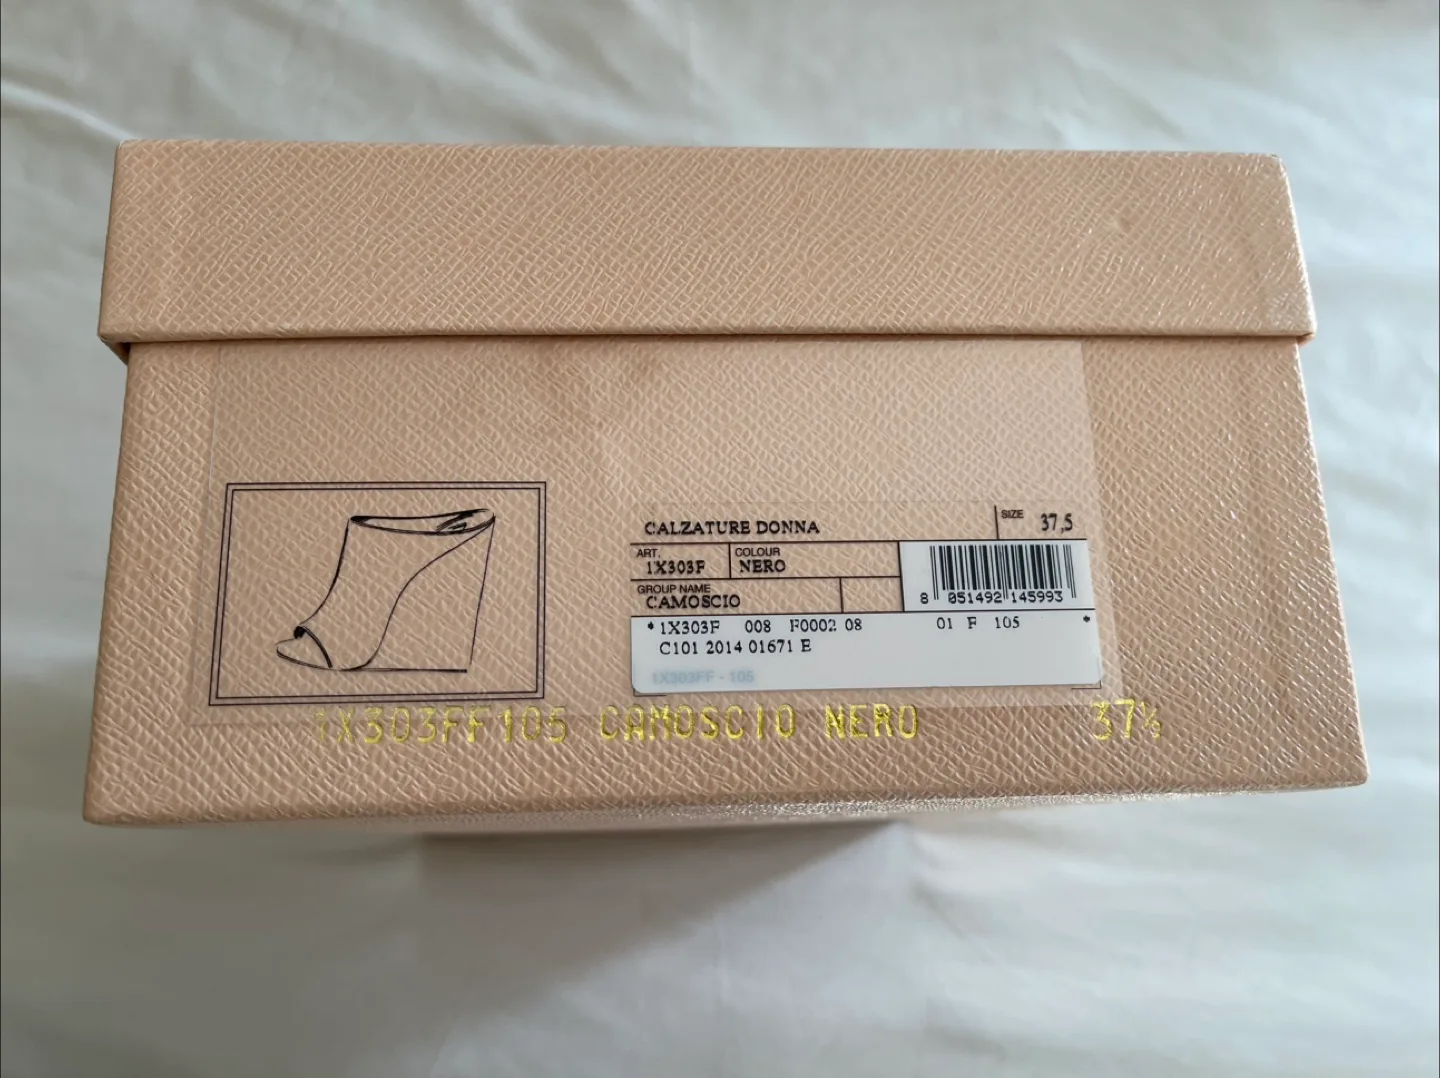 CALZATURE DONNA SIZE 37,5
ART. COLOUR
1X303F NERO
GROUP NAME
CAMOSCIO
8 051492 145993
* 1X303F 008 F0002 08 01 F 105 *
C101 2014 01671 E
1X303FF - 105
1X303FF105 CAMOSCIO NERO 37½